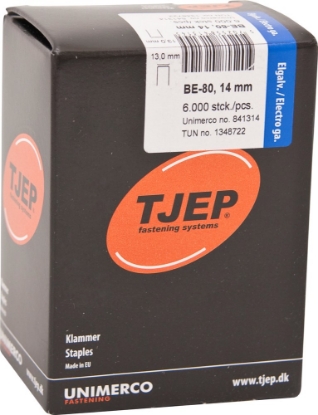 13,0 mm
BE-80, 14 mm
6.000 stck./pcs.
Unimerco no. 841314
TUN no. 1348722
Elgalv./Electro ga.
TJEP®
fastening systems
Klammer
Staples
Made in EU
UNIMERCO
FASTENING
www.tjep.dk